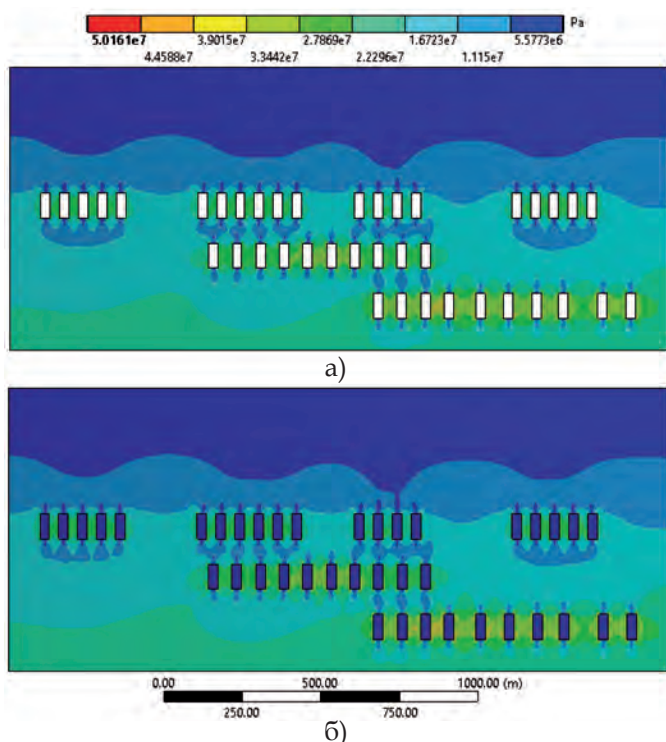 Pa
5.0161e7 3.9015e7 2.7869e7 1.6723e7 5.5773e6
4.4588e7 3.3442e7 2.2296e7 1.115e7
а)
0.00 500.00 1000.00 (m)
250.00 750.00
б)